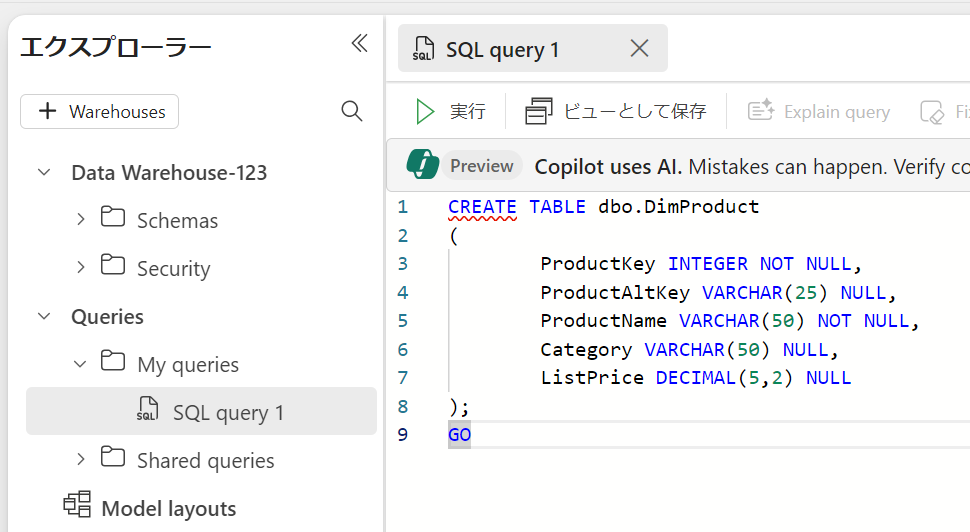 エクスプローラー
Warehouses
Data Warehouse-123
Schemas
Security
Queries
My queries
SQL query 1
Shared queries
Model layouts
SQL query 1
実行
ビューとして保存
Explain query
Fi
Preview
Copilot uses AI. Mistakes can happen. Verify co
1 CREATE TABLE dbo.DimProduct
2 (
3 ProductKey INTEGER NOT NULL,
4 ProductAltKey VARCHAR(25) NULL,
5 ProductName VARCHAR(50) NOT NULL,
6 Category VARCHAR(50) NULL,
7 ListPrice DECIMAL(5,2) NULL
8 );
9 GO